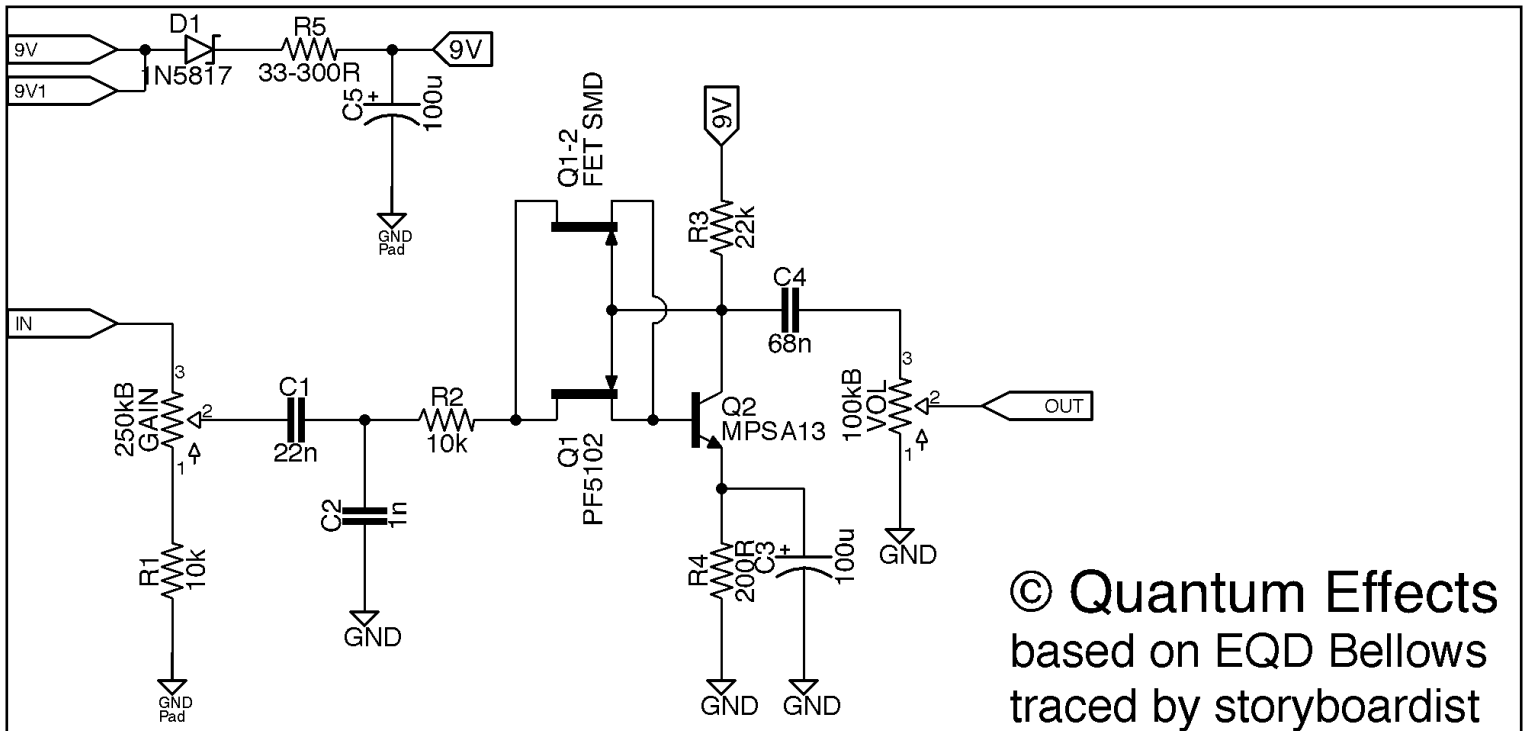 D1
9V
1N5817
R5
33-300R
9V
9V1
C5
+
100u
GND
Pad
Q1-2
FET SMD
9V
R3
22k
IN
C4
68n
3
250kB
GAIN
2
1
C1
22n
R2
10k
Q1
PF5102
Q2
MPSA13
3
100kB
VOL
2
1
OUT
C2
1n
GND
R1
10k
GND
Pad
R4
200R
C3
+
100u
GND
GND
GND
© Quantum Effects
based on EQD Bellows
traced by storyboardist